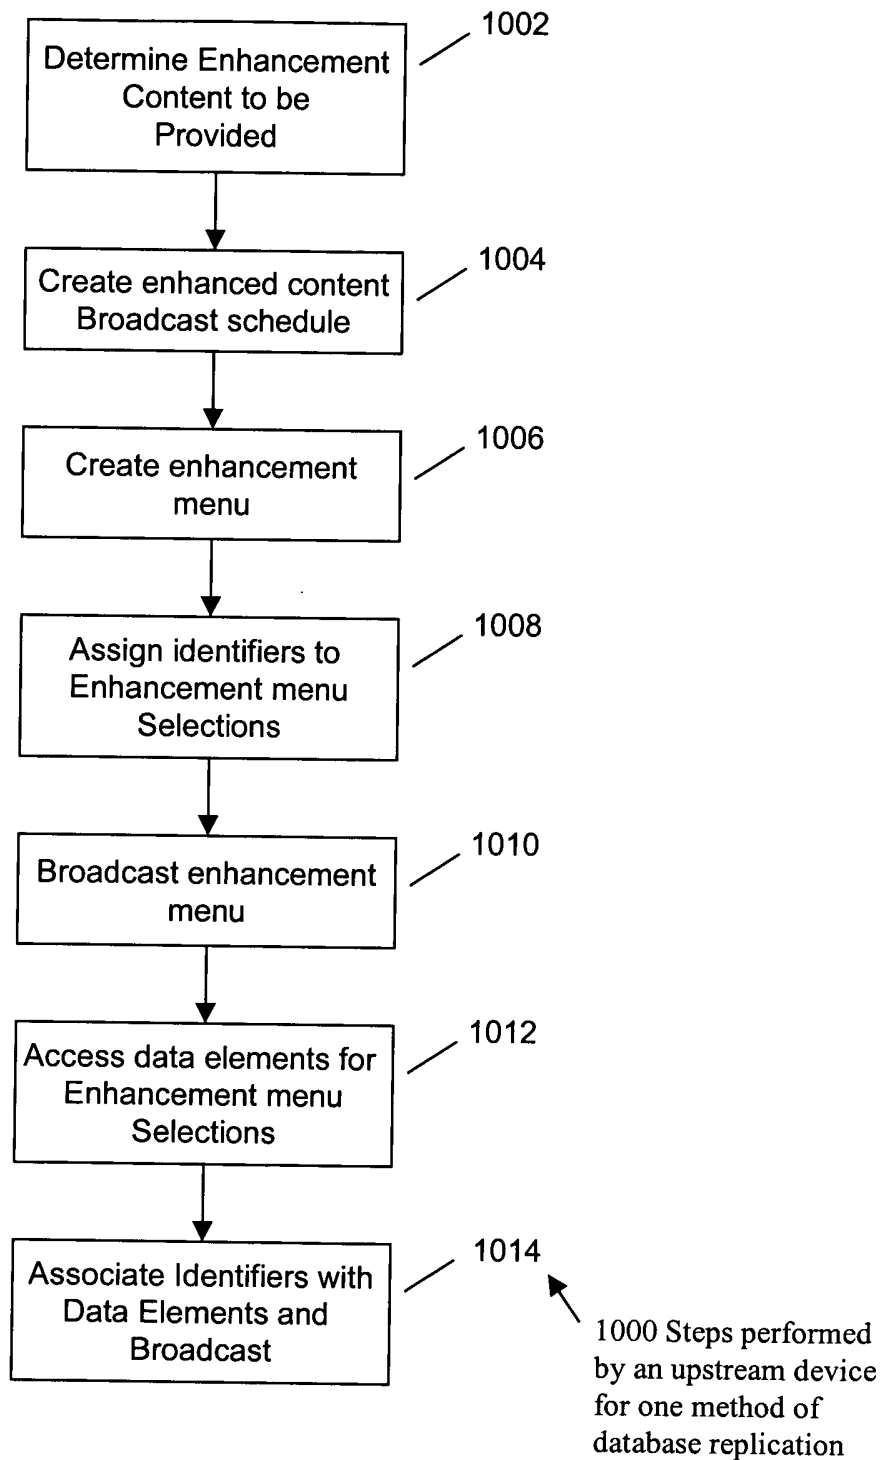 1002
Determine Enhancement
Content to be
Provided
1004
Create enhanced content
Broadcast schedule
1006
Create enhancement
menu
1008
Assign identifiers to
Enhancement menu
Selections
1010
Broadcast enhancement
menu
1012
Access data elements for
Enhancement menu
Selections
1014
Associate Identifiers with
Data Elements and
Broadcast
1000 Steps performed
by an upstream device
for one method of
database replication